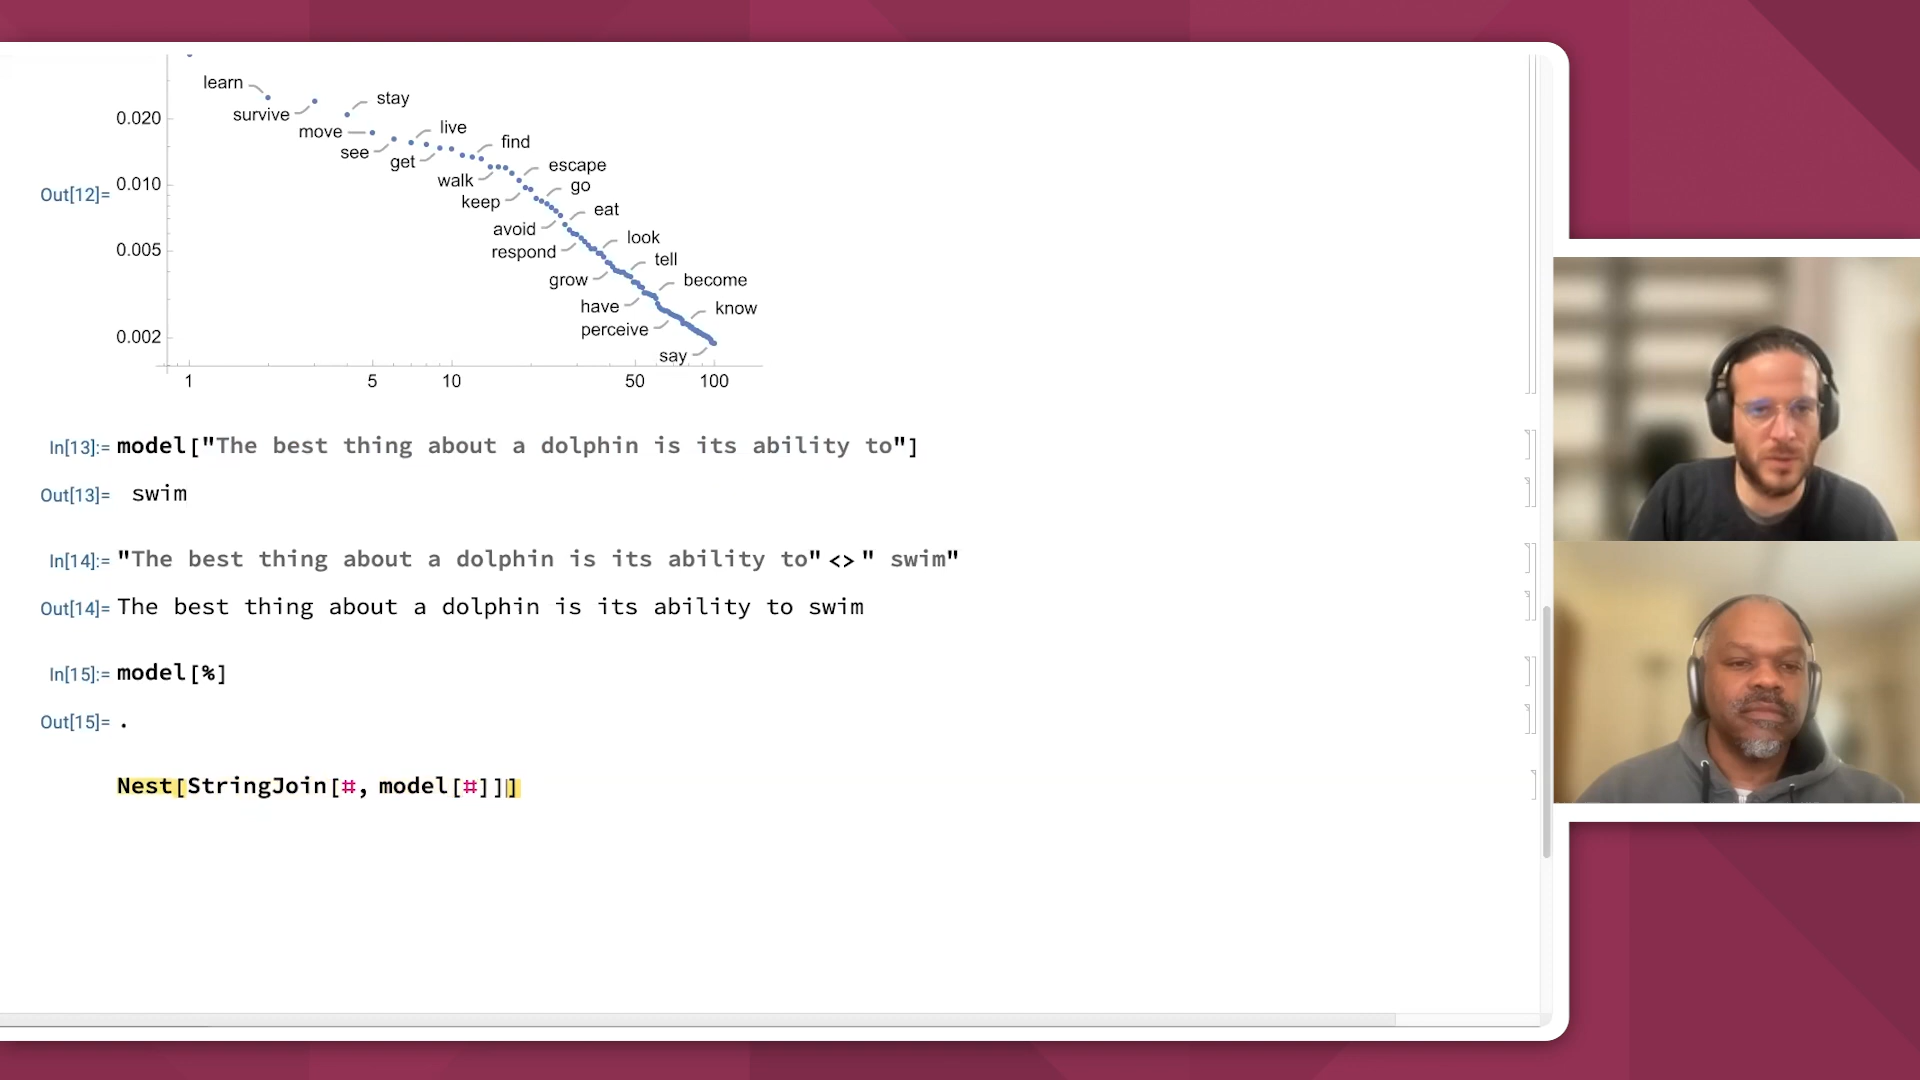 learn
survive
stay
move
live
see
get
find
walk
escape
keep
go
avoid
eat
respond
look
grow
tell
have
become
perceive
know
say
0.020
0.010
0.005
0.002
1 5 10 50 100
Out[12]=
In[13]:= model["The best thing about a dolphin is its ability to"]
Out[13]= swim
In[14]:= "The best thing about a dolphin is its ability to" <> " swim"
Out[14]= The best thing about a dolphin is its ability to swim
In[15]:= model[%]
Out[15]= .
Nest[StringJoin[#, model[#]]]